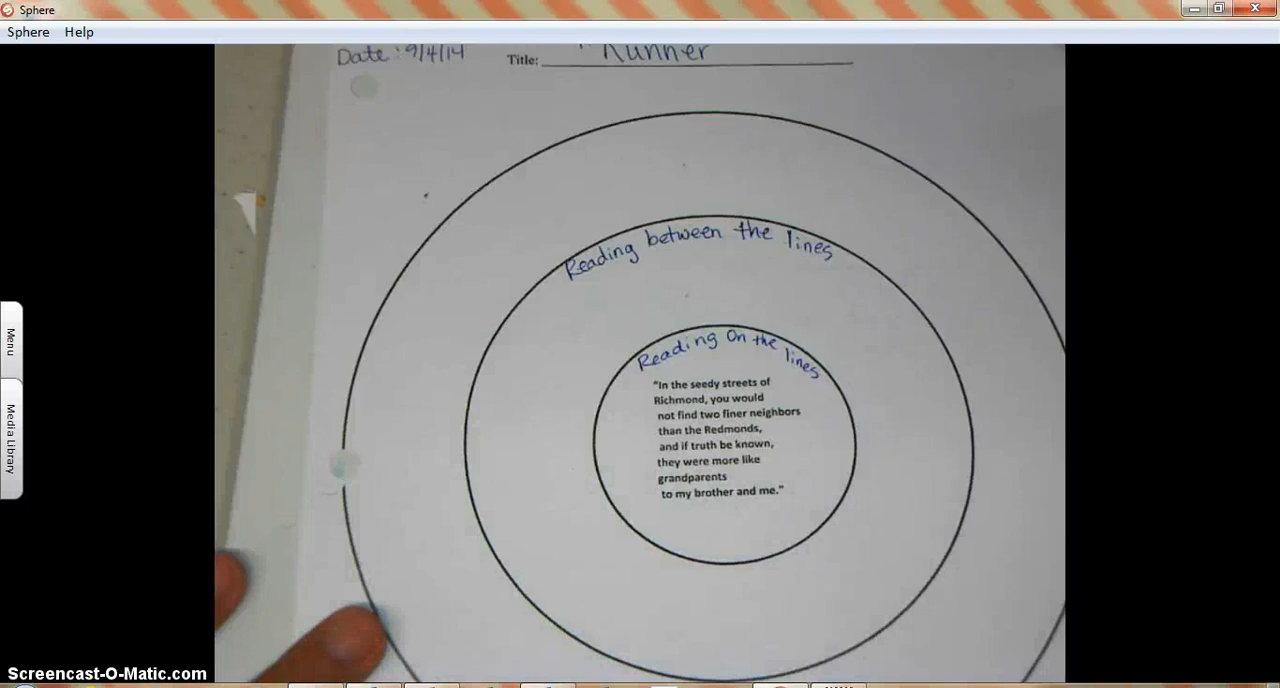 Sphere
Sphere Help
Date: 9/4/14 Title: Runner
Reading between the lines
Reading On the lines
"In the seedy streets of
Richmond, you would
not find two finer neighbors
than the Redmonds,
and if truth be known,
they were more like
grandparents
to my brother and me."
Menu
Media Library
Screencast-O-Matic.com